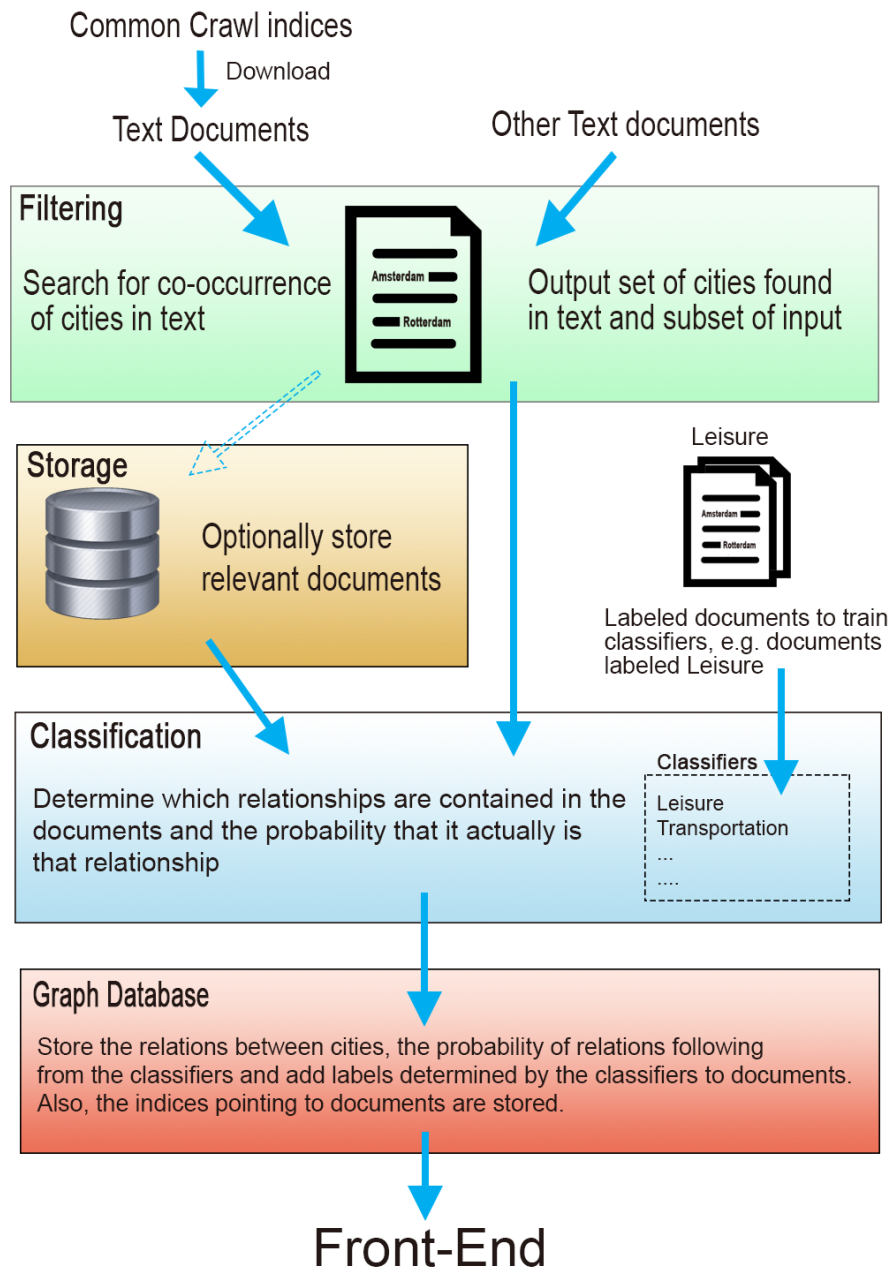 Common Crawl indices
Download
Text Documents
Other Text documents
Filtering
Search for co-occurrence
of cities in text
Amsterdam
Rotterdam
Output set of cities found
in text and subset of input
Storage
Optionally store
relevant documents
Leisure
Amsterdam
Rotterdam
Labeled documents to train
classifiers, e.g. documents
labeled Leisure
Classification
Determine which relationships are contained in the
documents and the probability that it actually is
that relationship
Classifiers
Leisure
Transportation
...
....
Graph Database
Store the relations between cities, the probability of relations following
from the classifiers and add labels determined by the classifiers to documents.
Also, the indices pointing to documents are stored.
Front-End